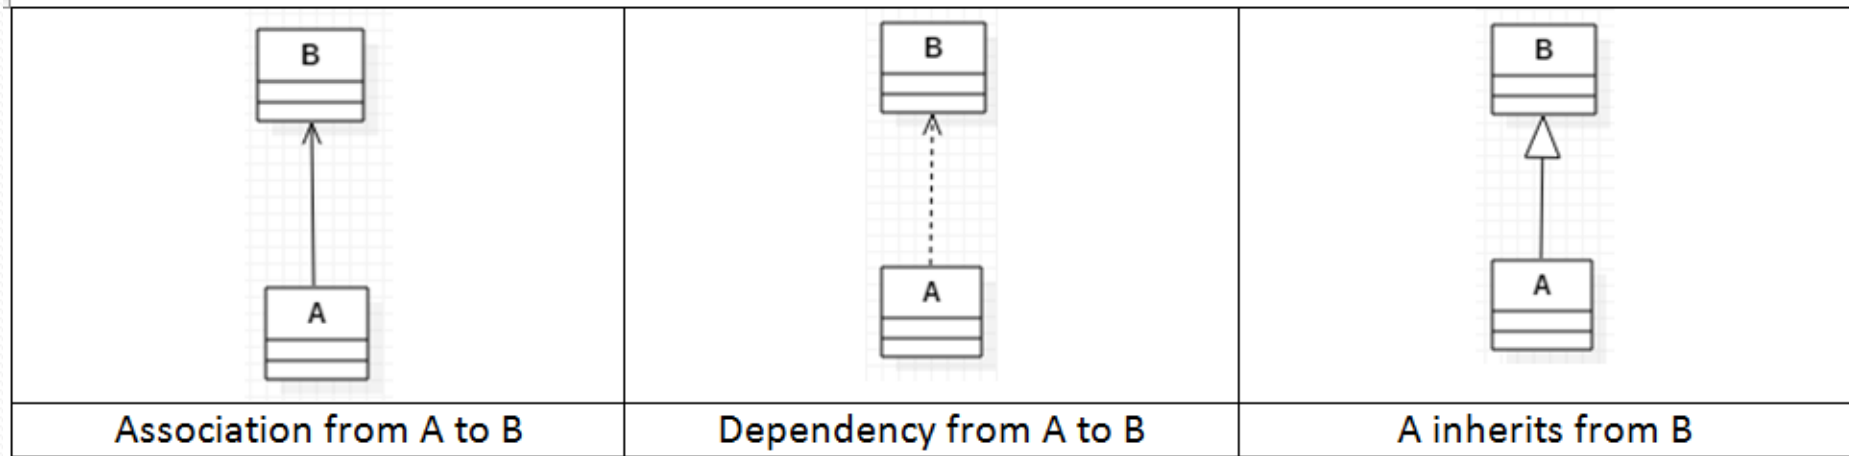 B
A
Association from A to B
B
A
Dependency from A to B
B
A
A inherits from B